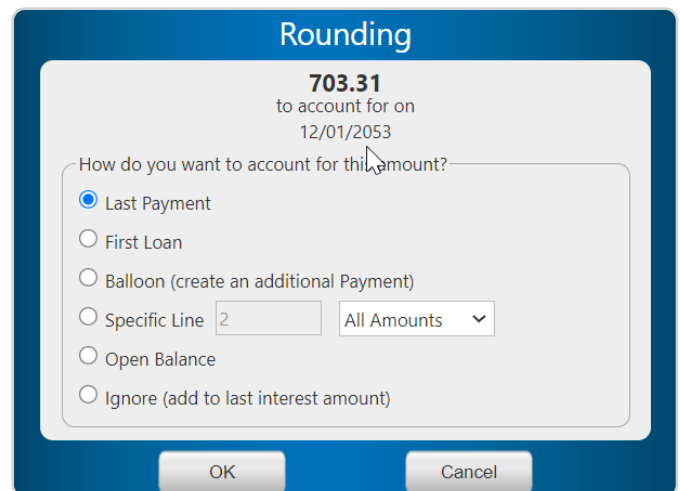 Rounding
703.31
to account for on
12/01/2053
How do you want to account for this amount?
Last Payment
First Loan
Balloon (create an additional Payment)
Specific Line 2 All Amounts
Open Balance
Ignore (add to last interest amount)
OK Cancel